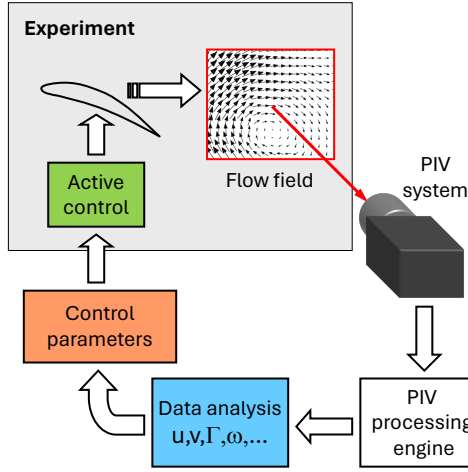 Experiment
Flow field
PIV
system
Active
control
Control
parameters
Data analysis
u,v,Γ,ω,...
PIV
processing
engine